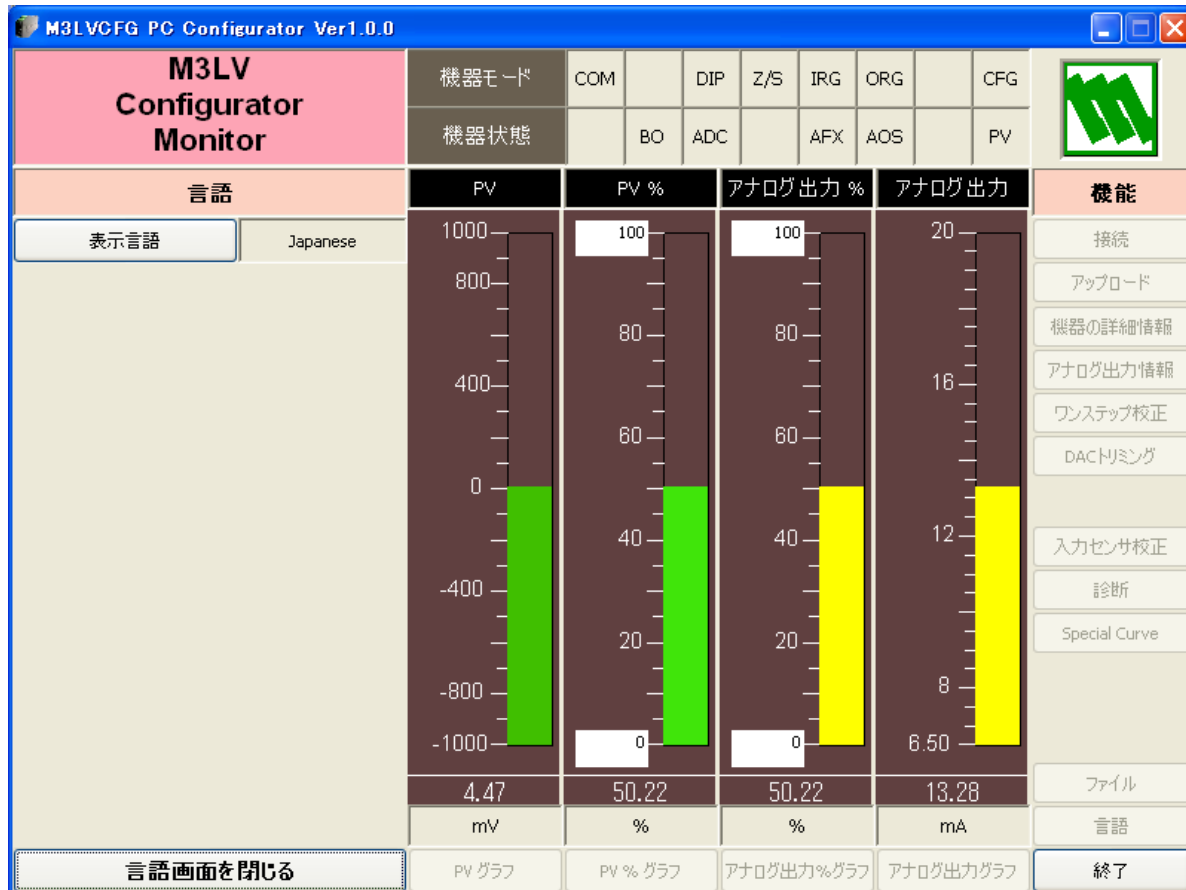 M3LVCFG PC Configurator Ver1.0.0
M3LV
Configurator
Monitor
機器モード
COM
DIP
Z/S
IRG
ORG
CFG
機器状態
BO
ADC
AFX
AOS
PV
言語
PV
PV %
アナログ出力 %
アナログ出力
機能
表示言語
Japanese
1000
800
400
0
-400
-800
-1000
100
80
60
40
20
0
100
80
60
40
20
0
20
16
12
8
6.50
4.47
50.22
50.22
13.28
mV
%
%
mA
接続
アップロード
機器の詳細情報
アナログ出力情報
ワンステップ校正
DACトリミング
入力センサ校正
診断
Special Curve
ファイル
言語
言語画面を閉じる
PV グラフ
PV % グラフ
アナログ出力%グラフ
アナログ出力グラフ
終了